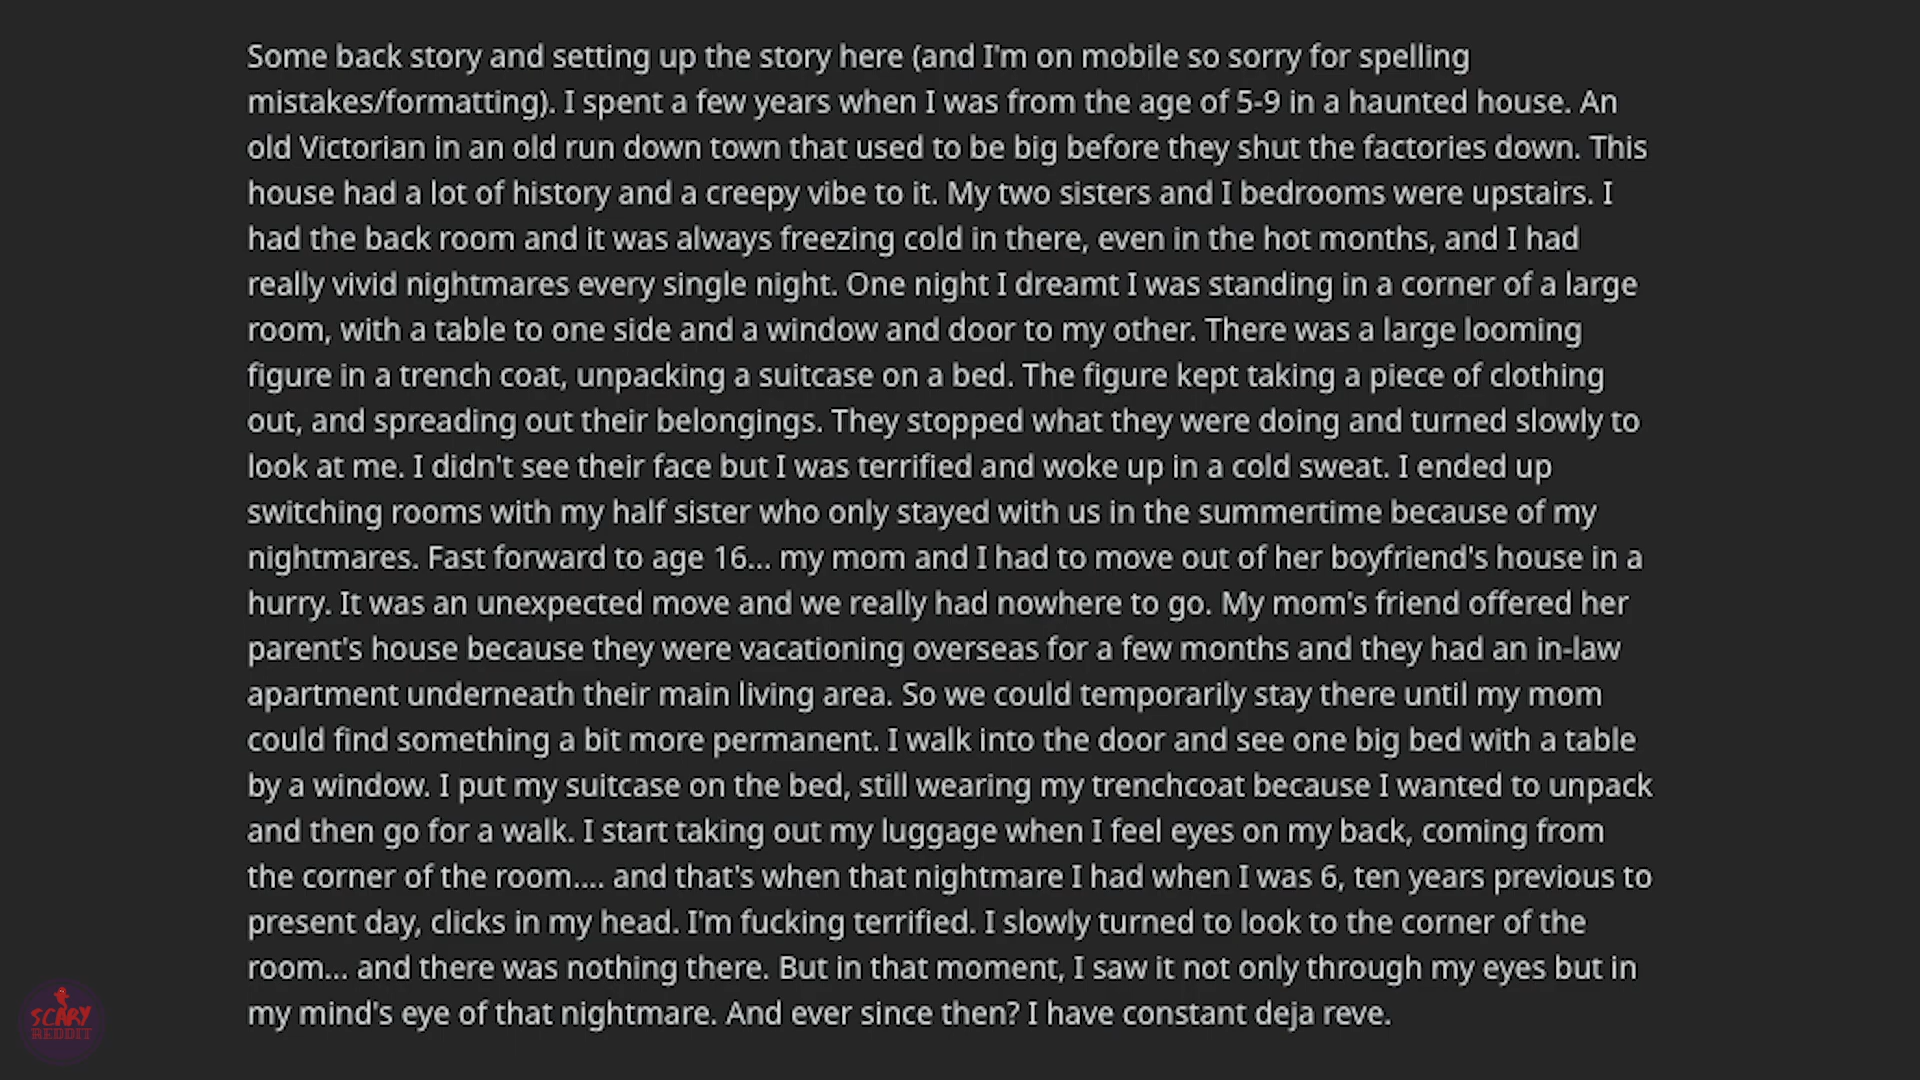 Some back story and setting up the story here (and I'm on mobile so sorry for spelling
mistakes/formatting). I spent a few years when I was from the age of 5-9 in a haunted house. An
old Victorian in an old run down town that used to be big before they shut the factories down. This
house had a lot of history and a creepy vibe to it. My two sisters and I bedrooms were upstairs. I
had the back room and it was always freezing cold in there, even in the hot months, and I had
really vivid nightmares every single night. One night I dreamt I was standing in a corner of a large
room, with a table to one side and a window and door to my other. There was a large looming
figure in a trench coat, unpacking a suitcase on a bed. The figure kept taking a piece of clothing
out, and spreading out their belongings. They stopped what they were doing and turned slowly to
look at me. I didn't see their face but I was terrified and woke up in a cold sweat. I ended up
switching rooms with my half sister who only stayed with us in the summertime because of my
nightmares. Fast forward to age 16... my mom and I had to move out of her boyfriend's house in a
hurry. It was an unexpected move and we really had nowhere to go. My mom's friend offered her
parent's house because they were vacationing overseas for a few months and they had an in-law
apartment underneath their main living area. So we could temporarily stay there until my mom
could find something a bit more permanent. I walk into the door and see one big bed with a table
by a window. I put my suitcase on the bed, still wearing my trenchcoat because I wanted to unpack
and then go for a walk. I start taking out my luggage when I feel eyes on my back, coming from
the corner of the room.... and that's when that nightmare I had when I was 6, ten years previous to
present day, clicks in my head. I'm fucking terrified. I slowly turned to look to the corner of the
room... and there was nothing there. But in that moment, I saw it not only through my eyes but in
my mind's eye of that nightmare. And ever since then? I have constant deja reve.
SCARY
REDDIT